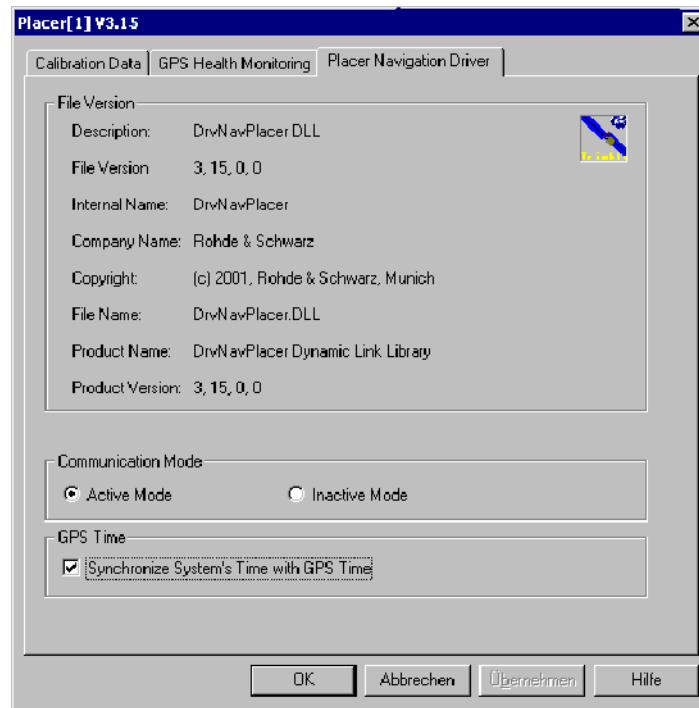 Placer[1] V3.15
Calibration Data GPS Health Monitoring Placer Navigation Driver
File Version
Description: DrvNavPlacer DLL
File Version 3, 15, 0, 0
Internal Name: DrvNavPlacer
Company Name: Rohde & Schwarz
Copyright: (c) 2001, Rohde & Schwarz, Munich
File Name: DrvNavPlacer.DLL
Product Name: DrvNavPlacer Dynamic Link Library
Product Version: 3, 15, 0, 0
Communication Mode
Active Mode Inactive Mode
GPS Time
Synchronize System's Time with GPS Time
OK Abbrechen Übernehmen Hilfe